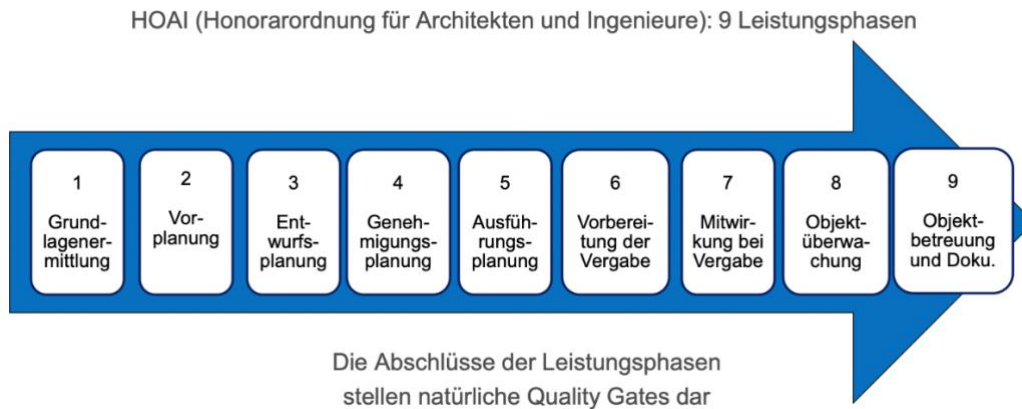 HOAI (Honorarordnung für Architekten und Ingenieure): 9 Leistungsphasen
1
Grund-
lagener-
mittlung
2
Vor-
planung
3
Ent-
wurfs-
planung
4
Geneh-
migungs-
planung
5
Ausfüh-
rungs-
planung
6
Vorberei-
tung der
Vergabe
7
Mitwir-
kung bei
Vergabe
8
Objekt-
überwa-
chung
9
Objekt-
betreuung
und Doku.
Die Abschlüsse der Leistungsphasen
stellen natürliche Quality Gates dar